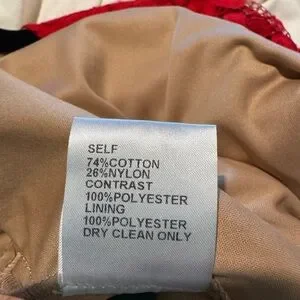 SELF
74%COTTON
26%NYLON
CONTRAST
100%POLYESTER
LINING
100%POLYESTER
DRY CLEAN ONLY